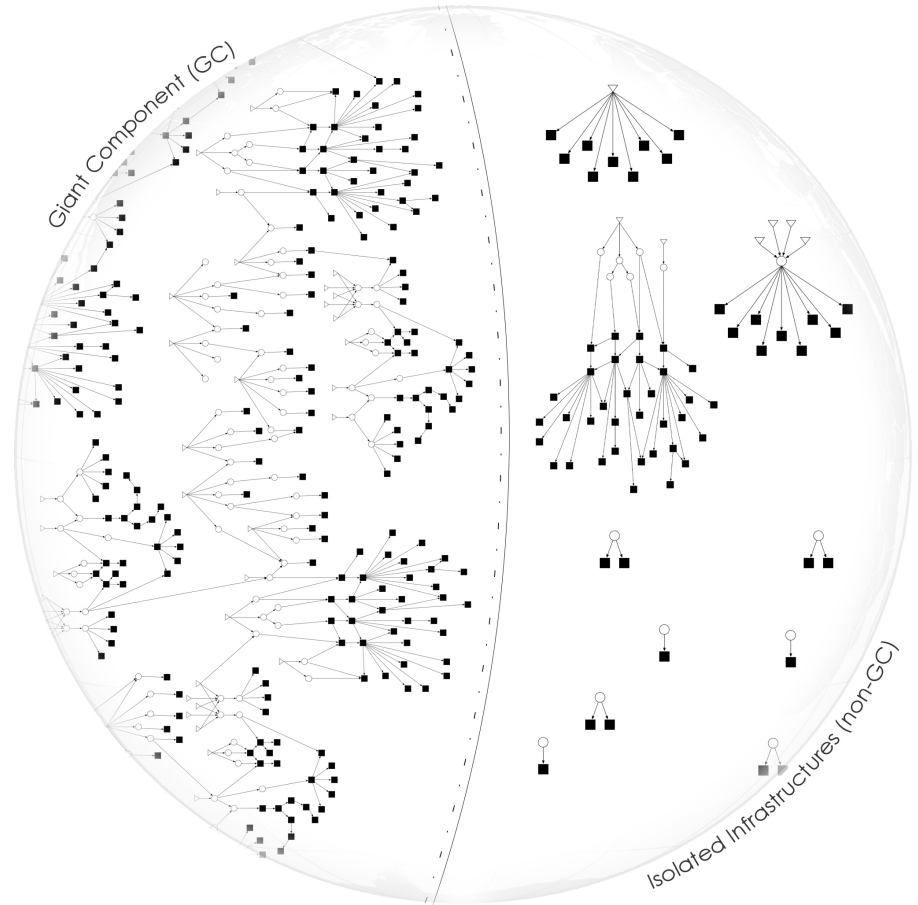 Giant Component (GC)
Isolated Infrastructures (non-GC)